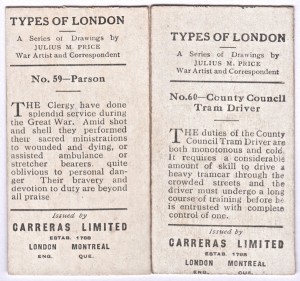 TYPES OF LONDON
A Series of Drawings by
JULIUS M. PRICE
War Artist and Correspondent
No. 59—Parson
THE Clergy have done
splendid service during
the Great War. Amid shot
and shell they performed
their sacred ministrations
to wounded and dying, or
assisted ambulance or
stretcher bearers. quite
oblivious to personal dan-
ger Their bravery and
devotion to duty are beyond
all praise
Issued by
CARRERAS LIMITED
ESTAB. 1788
LONDON MONTREAL
ENG. QUE.
TYPES OF LONDON
A Series of Drawings by
JULIUS M. PRICE
War Artist and Correspondent
No. 60—County Council
Tram Driver
THE duties of the County
Council Tram Driver are
both monotonous and cold.
It requires a considerable
amount of skill to drive a
heavy tramcar through the
crowded streets and the
driver must undergo a long
course of training before he
is entrusted with complete
control of one.
Issued by
CARRERAS LIMITED
ESTAB. 1788
LONDON MONTREAL
ENG. QUE.